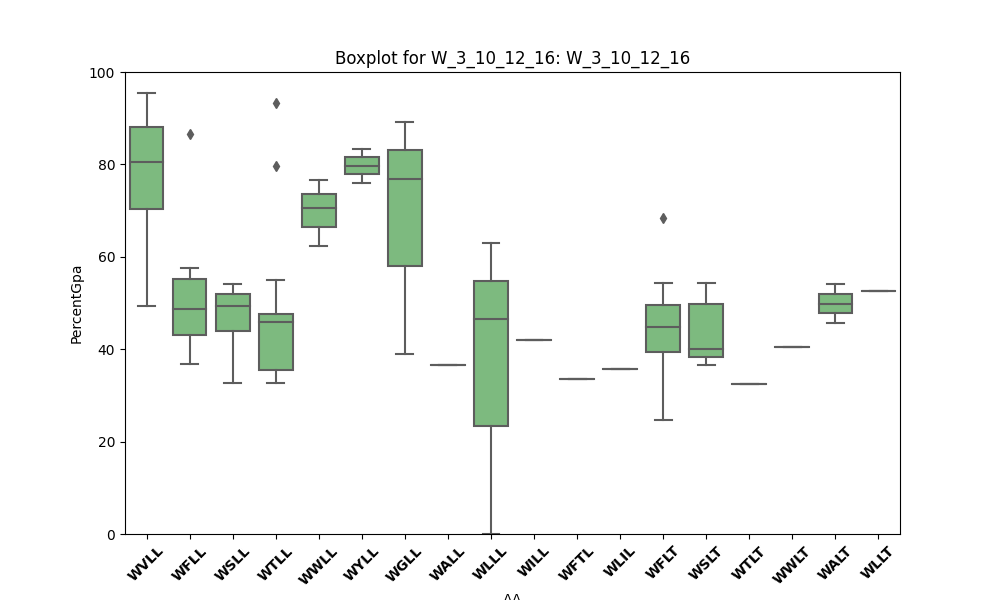 Boxplot for W_3_10_12_16: W_3_10_12_16
PercentGpa
100
80
60
40
20
0
WVLL WFLL WSLL WTLL WWLL WYLL WGLL WALL WLLL WILL WFTL WLIL WFLT WSLT WTLT WWLT WALT WLLT
AA